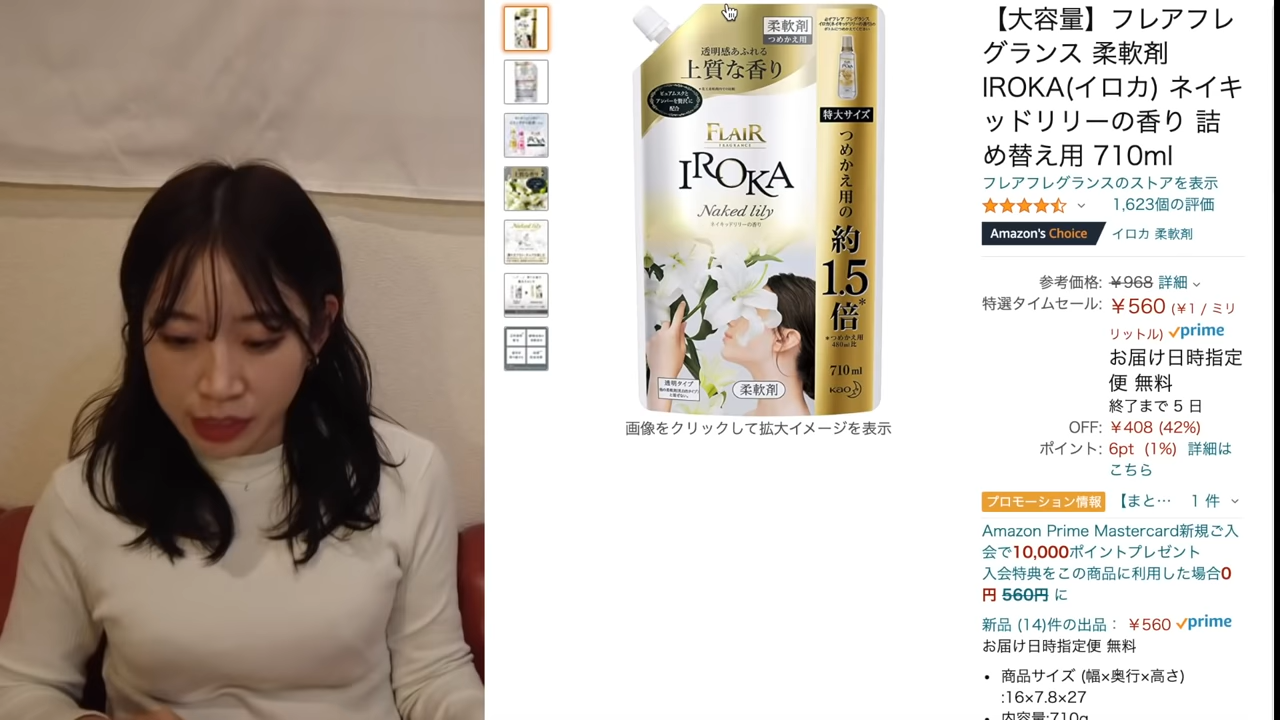 柔軟剤
つめかえ用
透明感あふれる
上質な香り
ピュアムスクと
アンバーを贅沢に
配合
FLAIR
FRAGRANCE
IROKA
Naked lily
ネイキッドリリーの香り
特大サイズ
つめかえ用の
約
1.5
倍*
*つめかえ用
480ml比
710ml
kao
透明タイプ
柔軟剤
画像をクリックして拡大イメージを表示
【大容量】フレアフレ
グランス 柔軟剤
IROKA(イロカ) ネイキ
ッドリリーの香り 詰
め替え用 710ml
フレアフレグランスのストアを表示
1,623個の評価
Amazon's Choice
イロカ 柔軟剤
参考価格: ￥968 詳細
特選タイムセール: ￥560 (￥1 / ミリ
リットル) prime
お届け日時指定
便 無料
終了まで 5 日
OFF: ￥408 (42%)
ポイント: 6pt (1%) 詳細は
こちら
プロモーション情報 【まと… 1 件
Amazon Prime Mastercard新規ご入
会で10,000ポイントプレゼント
入会特典をこの商品に利用した場合0
円 560円 に
新品 (14)件の出品： ￥560 prime
お届け日時指定便 無料
• 商品サイズ (幅×奥行×高さ)
:16×7.8×27
• 内容量:710g